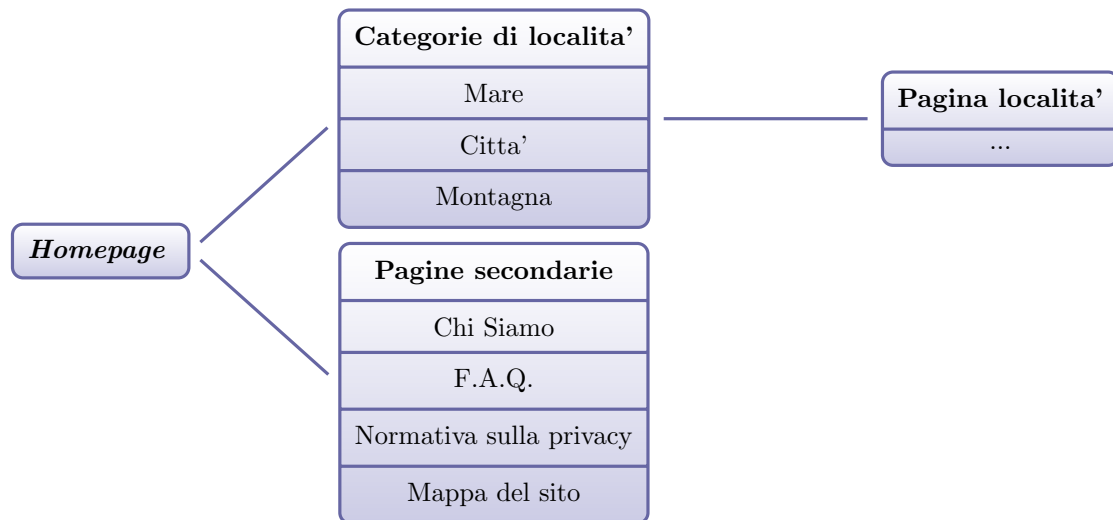 Homepage
Categorie di localita'
Mare
Citta'
Montagna
Pagine secondarie
Chi Siamo
F.A.Q.
Normativa sulla privacy
Mappa del sito
Pagina localita'
...